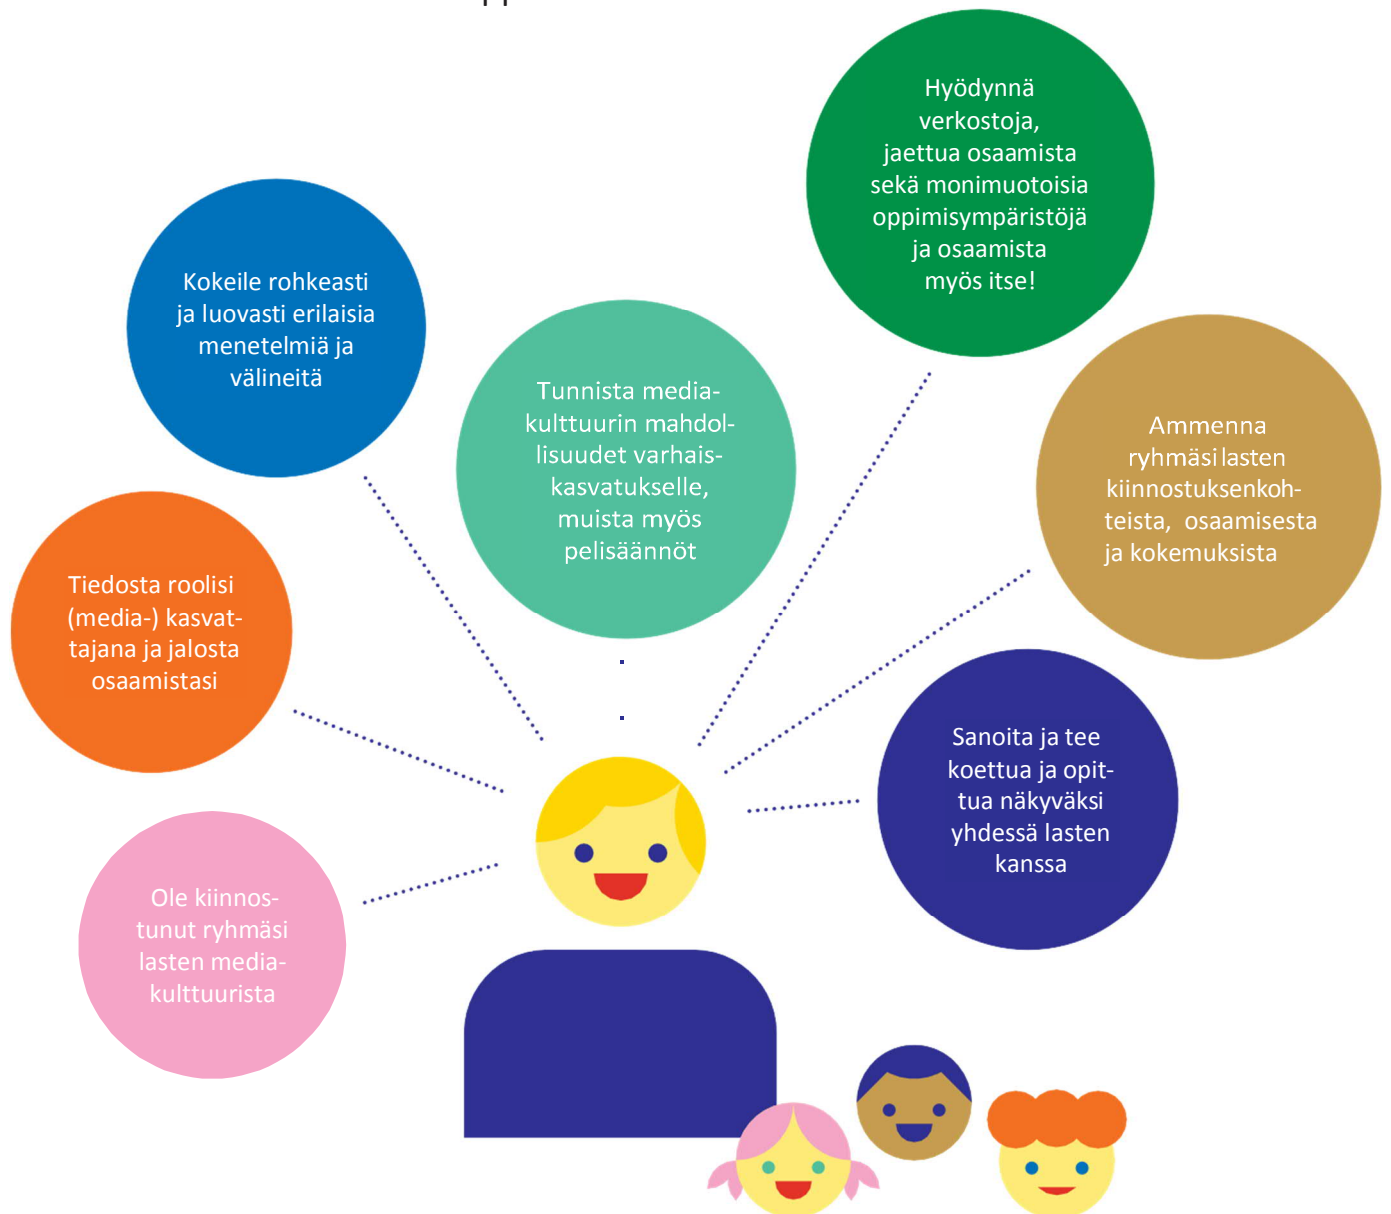 Hyödynnä
verkostoja,
jaettua osaamista
sekä monimuotoisia
oppimisympäristöjä
ja osaamista
myös itse!
Kokeile rohkeasti
ja luovasti erilaisia
menetelmiä ja
välineitä
Tunnista media-
kulttuurin mahdol-
lisuudet varhais-
kasvatukselle,
muista myös
pelisäännöt
Ammenna
ryhmäsi lasten
kiinnostuksenkoh-
teista, osaamisesta
ja kokemuksista
Tiedosta roolisi
(media-) kasvat-
tajana ja jalosta
osaamistasi
Sanoita ja tee
koettua ja opit-
tua näkyväksi
yhdessä lasten
kanssa
Ole kiinnos-
tunut ryhmäsi
lasten media-
kulttuurista